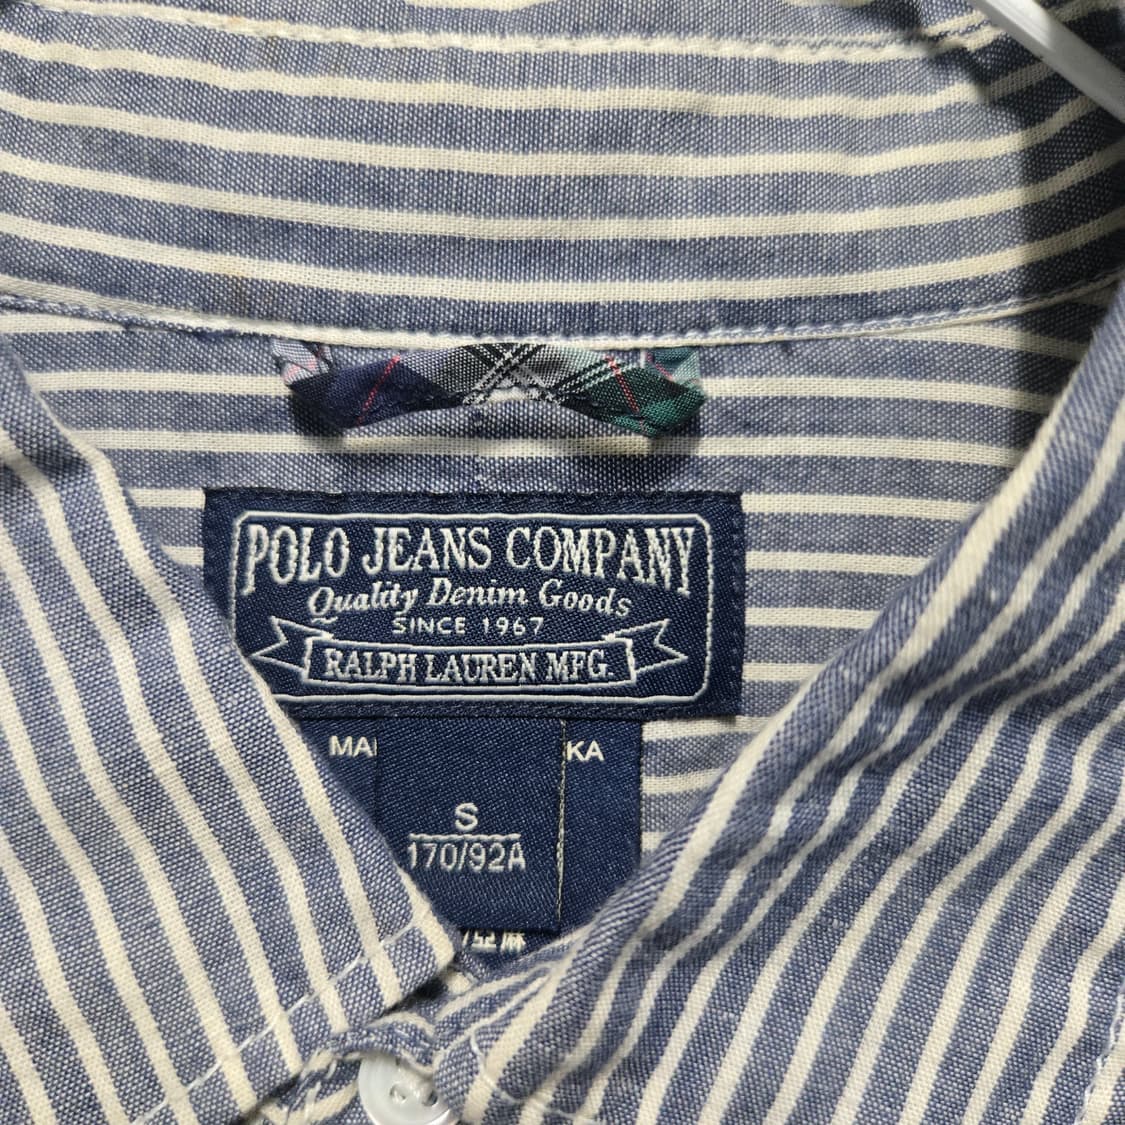 POLO JEANS COMPANY
Quality Denim Goods
SINCE 1967
RALPH LAUREN MFG.
MA KA
S
170/92A